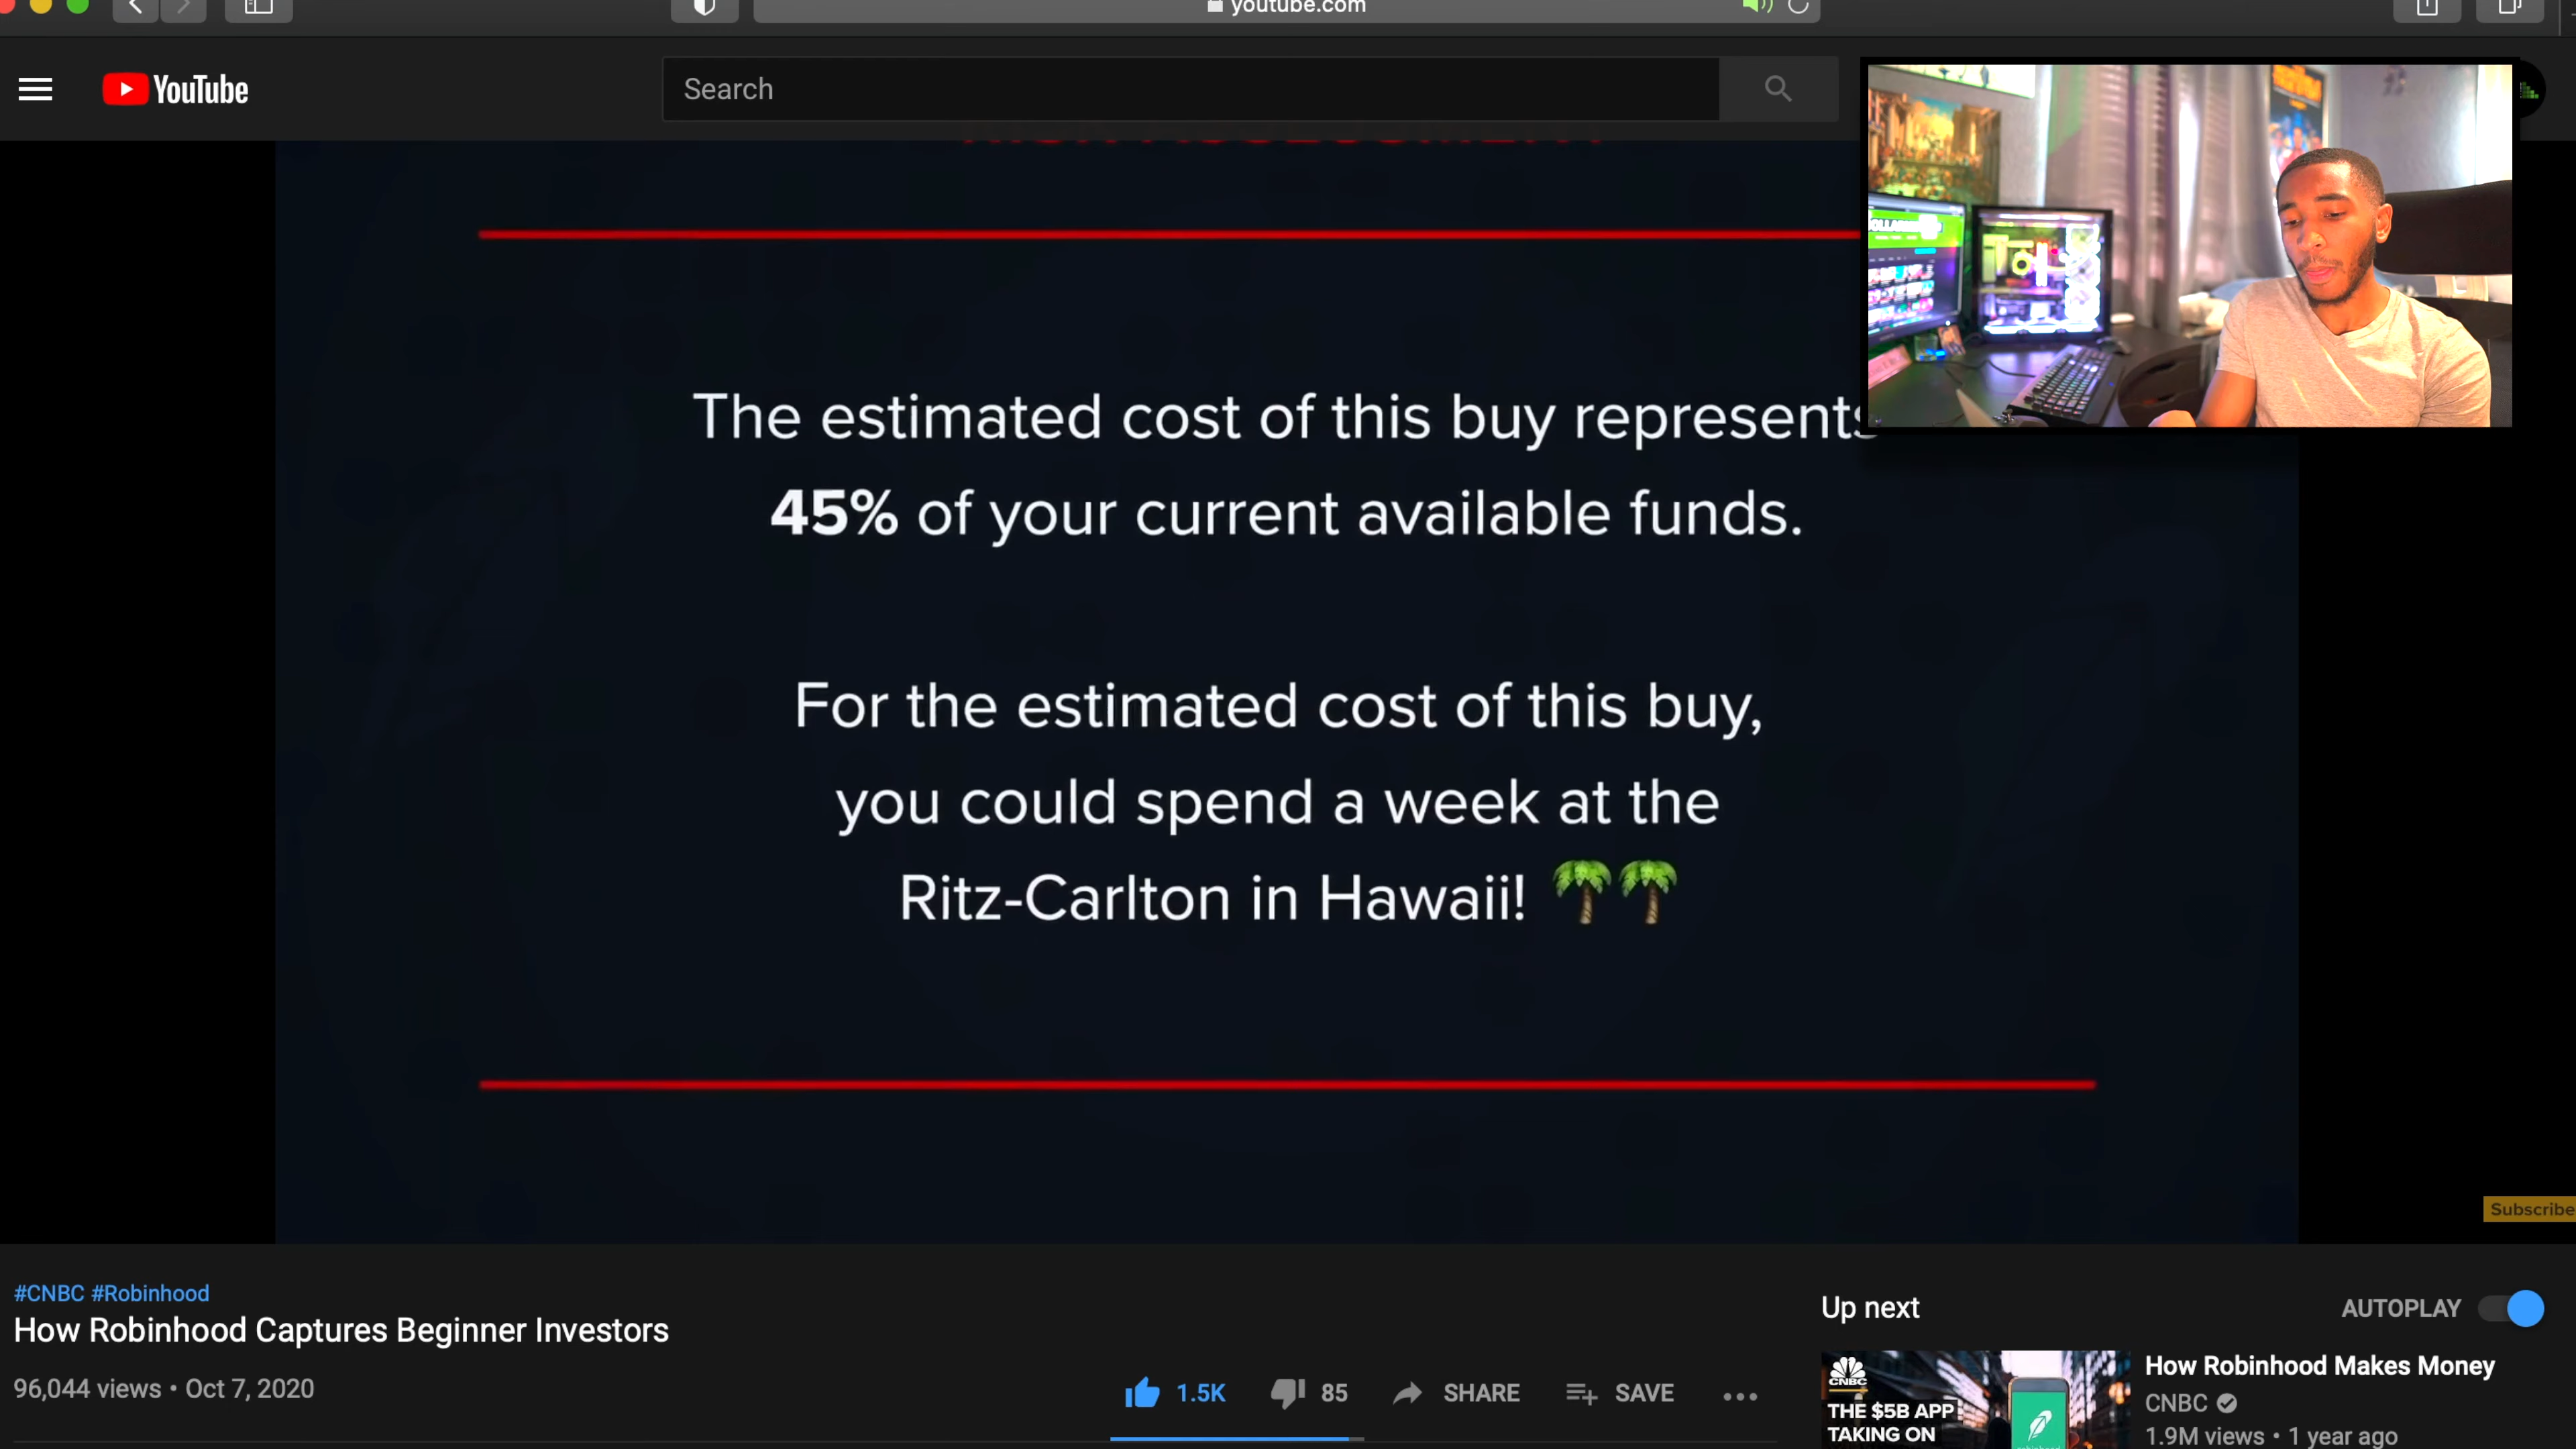 youtube.com
YouTube
Search
RISK ASSESSMENT
The estimated cost of this buy represents
45% of your current available funds.
For the estimated cost of this buy,
you could spend a week at the
Ritz-Carlton in Hawaii! 🌴🌴
Subscribe
#CNBC #Robinhood
How Robinhood Captures Beginner Investors
96,044 views • Oct 7, 2020
1.5K
85
SHARE
SAVE
Up next
AUTOPLAY
CNBC
THE $5B APP
TAKING ON
How Robinhood Makes Money
CNBC
1.9M views • 1 year ago